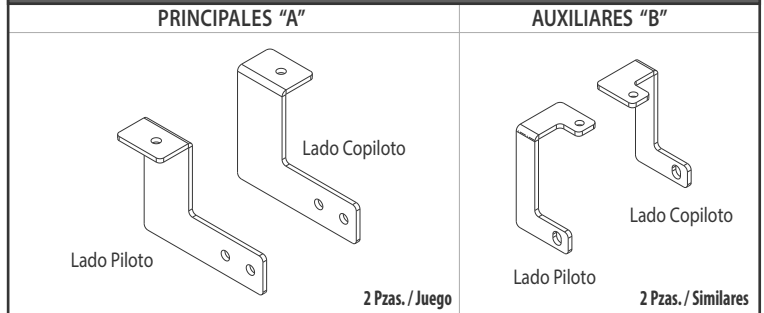 PRINCIPALES “A”
Lado Copiloto
Lado Piloto
2 Pzas. / Juego
AUXILIARES “B”
Lado Copiloto
Lado Piloto
2 Pzas. / Similares